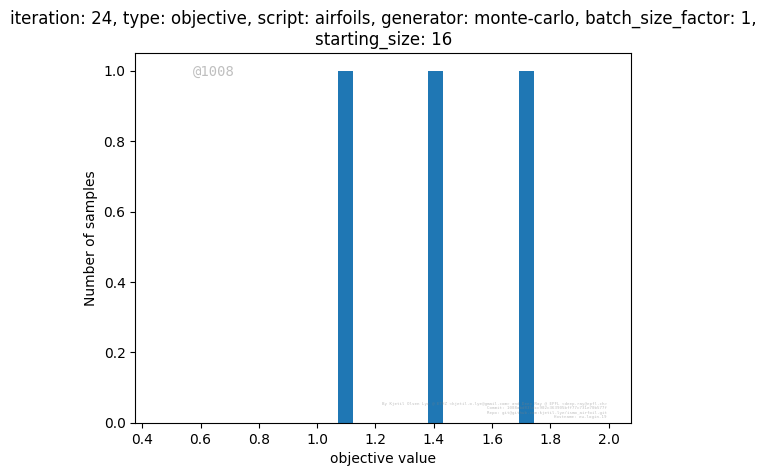 iteration: 24, type: objective, script: airfoils, generator: monte-carlo, batch_size_factor: 1,
starting_size: 16
@1008
1.0
0.8
0.6
0.4
0.2
0.0
Number of samples
0.4 0.6 0.8 1.0 1.2 1.4 1.6 1.8 2.0
objective value